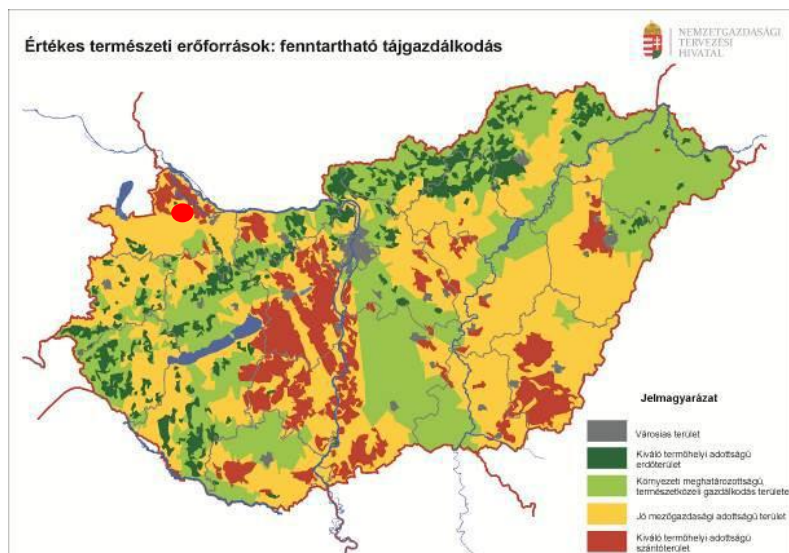 Értékes természeti erőforrások: fenntartható tájgazdálkodás
NEMZETGAZDASÁGI
TERVEZÉSI
HIVATAL
Jelmagyarázat
Városias terület
Kiváló termőhelyi adottságú
erdőterület
Környezeti meghatározottságú,
természetközeli gazdálkodás területe
Jó mezőgazdasági adottságú terület
Kiváló termőhelyi adottságú
szántóterület